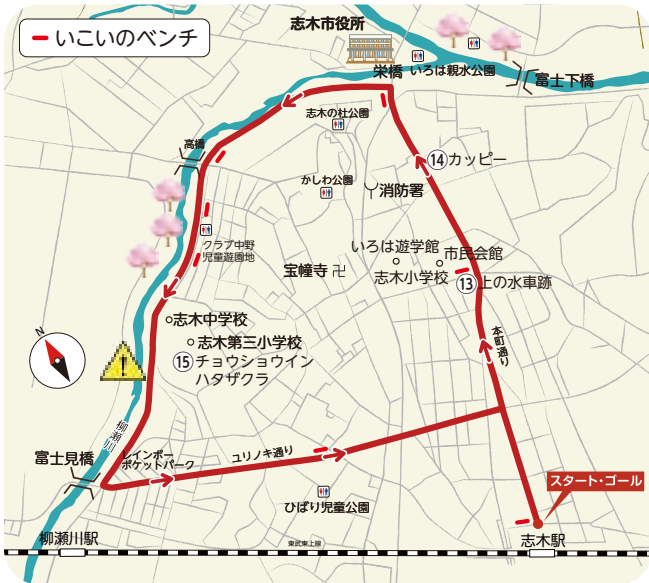 いこいのベンチ
志木市役所
栄橋
いろは親水公園
富士下橋
志木の杜公園
高橋
⑭カッピー
かしわ公園
消防署
クラブ中野
児童遊園地
いろは遊学館
市民会館
宝幢寺
志木小学校
⑬上の水車跡
志木中学校
志木第三小学校
⑮チョウショウイン
ハタザクラ
本町通り
N
柳瀬川
富士見橋
レインボー
ポケットパーク
ユリノキ通り
スタート・ゴール
ひばり児童公園
柳瀬川駅
東武東上線
志木駅